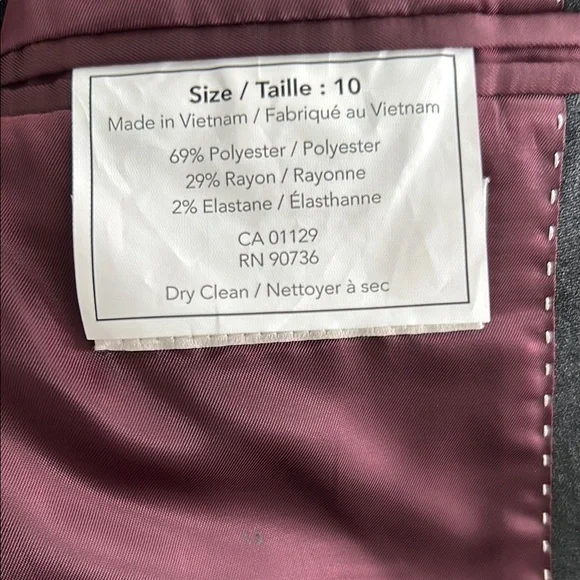 Size / Taille : 10
Made in Vietnam / Fabriqué au Vietnam
69% Polyester / Polyester
29% Rayon / Rayonne
2% Elastane / Élasthanne
CA 01129
RN 90736
Dry Clean / Nettoyer à sec